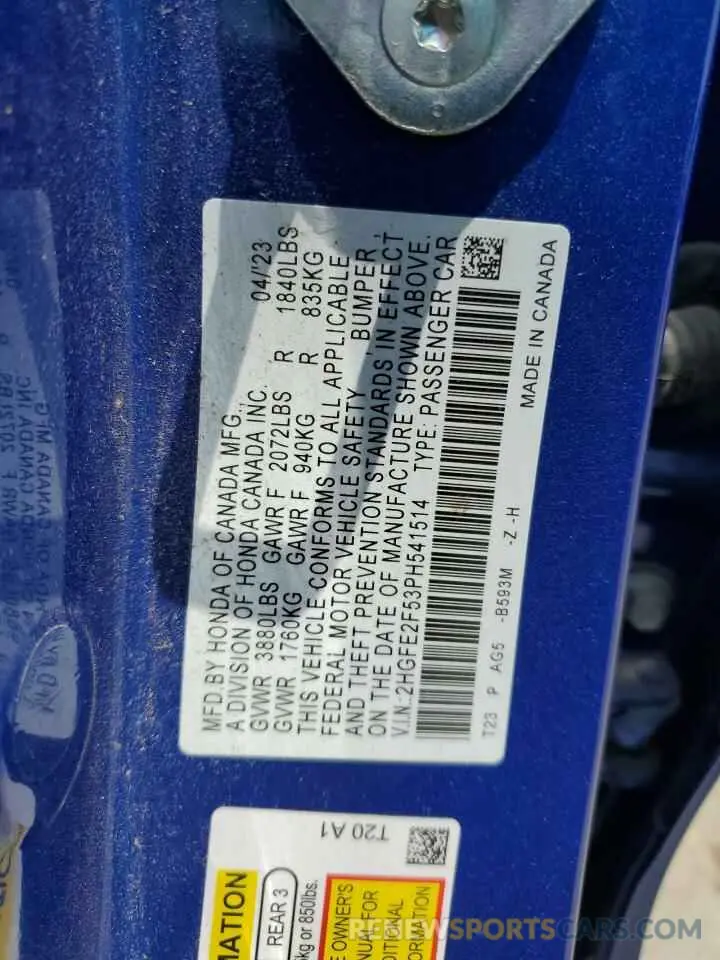 MFD.BY HONDA OF CANADA MFG.,
A DIVISION OF HONDA CANADA INC. 04/'23
GVWR 3880LBS GAWR F 2072LBS R 1840LBS
GVWR 1760KG GAWR F 940KG R 835KG
THIS VEHICLE CONFORMS TO ALL APPLICABLE
FEDERAL MOTOR VEHICLE SAFETY, BUMPER,
AND THEFT PREVENTION STANDARDS IN EFFECT
ON THE DATE OF MANUFACTURE SHOWN ABOVE.
V.I.N-2HGFE2F53PH541514 TYPE: PASSENGER CAR
T23 P AG5 -B593M -Z-H
MADE IN CANADA
T20 A1
MATION
REAR 3
kg or 850lbs.
E OWNER'S
NUAL FOR
DITIONAL
ORMATION
RENEWSPORTSCARS.COM